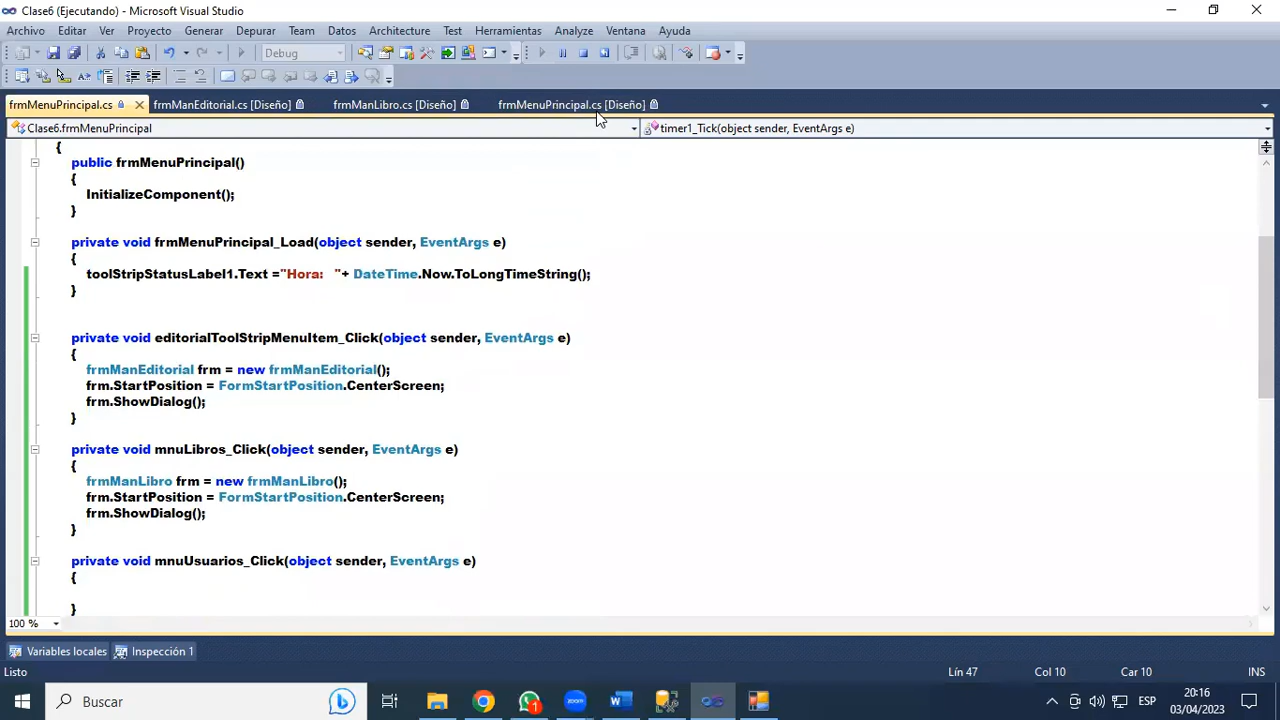 Clase6 (Ejecutando) - Microsoft Visual Studio
Archivo Editar Ver Proyecto Generar Depurar Team Datos Architecture Test Herramientas Analyze Ventana Ayuda
Debug
frmMenuPrincipal.cs frmManEditorial.cs [Diseño] frmManLibro.cs [Diseño] frmMenuPrincipal.cs [Diseño]
Clase6.frmMenuPrincipal timer1_Tick(object sender, EventArgs e)
{
public frmMenuPrincipal()
{
InitializeComponent();
}
private void frmMenuPrincipal_Load(object sender, EventArgs e)
{
toolStripStatusLabel1.Text ="Hora:   "+ DateTime.Now.ToLongTimeString();
}
private void editorialToolStripMenuItem_Click(object sender, EventArgs e)
{
frmManEditorial frm = new frmManEditorial();
frm.StartPosition = FormStartPosition.CenterScreen;
frm.ShowDialog();
}
private void mnuLibros_Click(object sender, EventArgs e)
{
frmManLibro frm = new frmManLibro();
frm.StartPosition = FormStartPosition.CenterScreen;
frm.ShowDialog();
}
private void mnuUsuarios_Click(object sender, EventArgs e)
{
}
100 %
Variables locales Inspección 1
Listo Lín 47 Col 10 Car 10 INS
Buscar ESP 20:16
03/04/2023